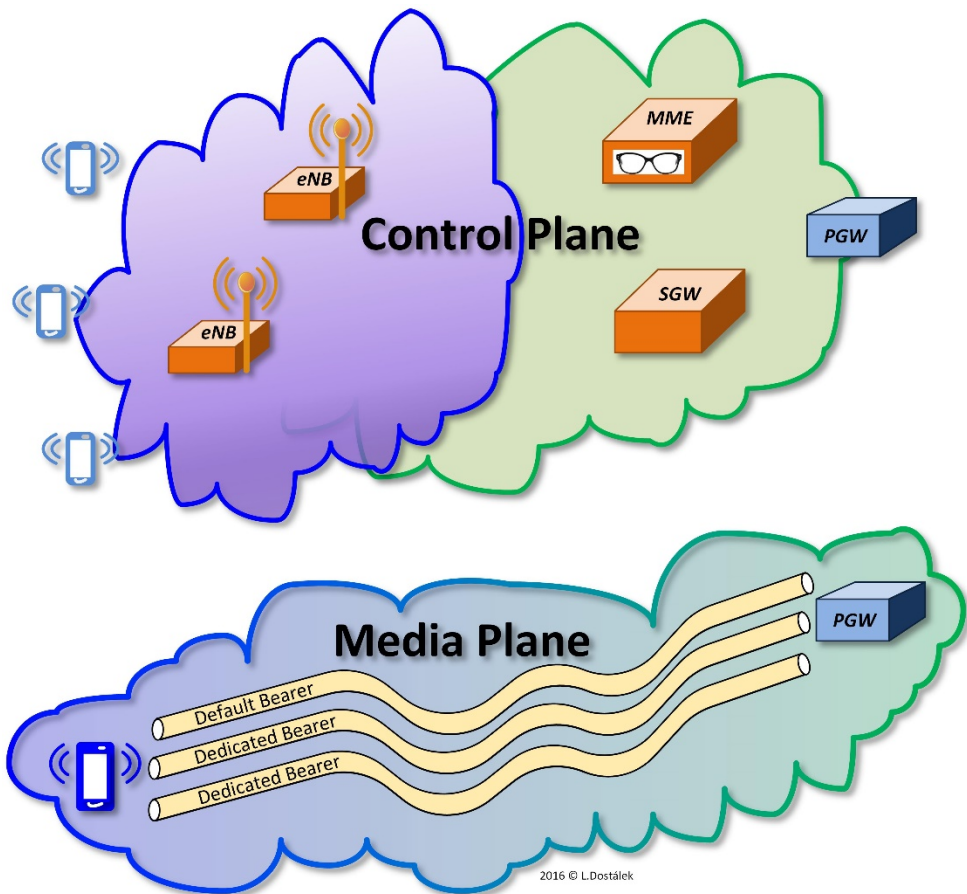 MME
eNB
Control Plane
PGW
SGW
eNB
Media Plane
PGW
Default Bearer
Dedicated Bearer
Dedicated Bearer
2016 © L.Dostálek